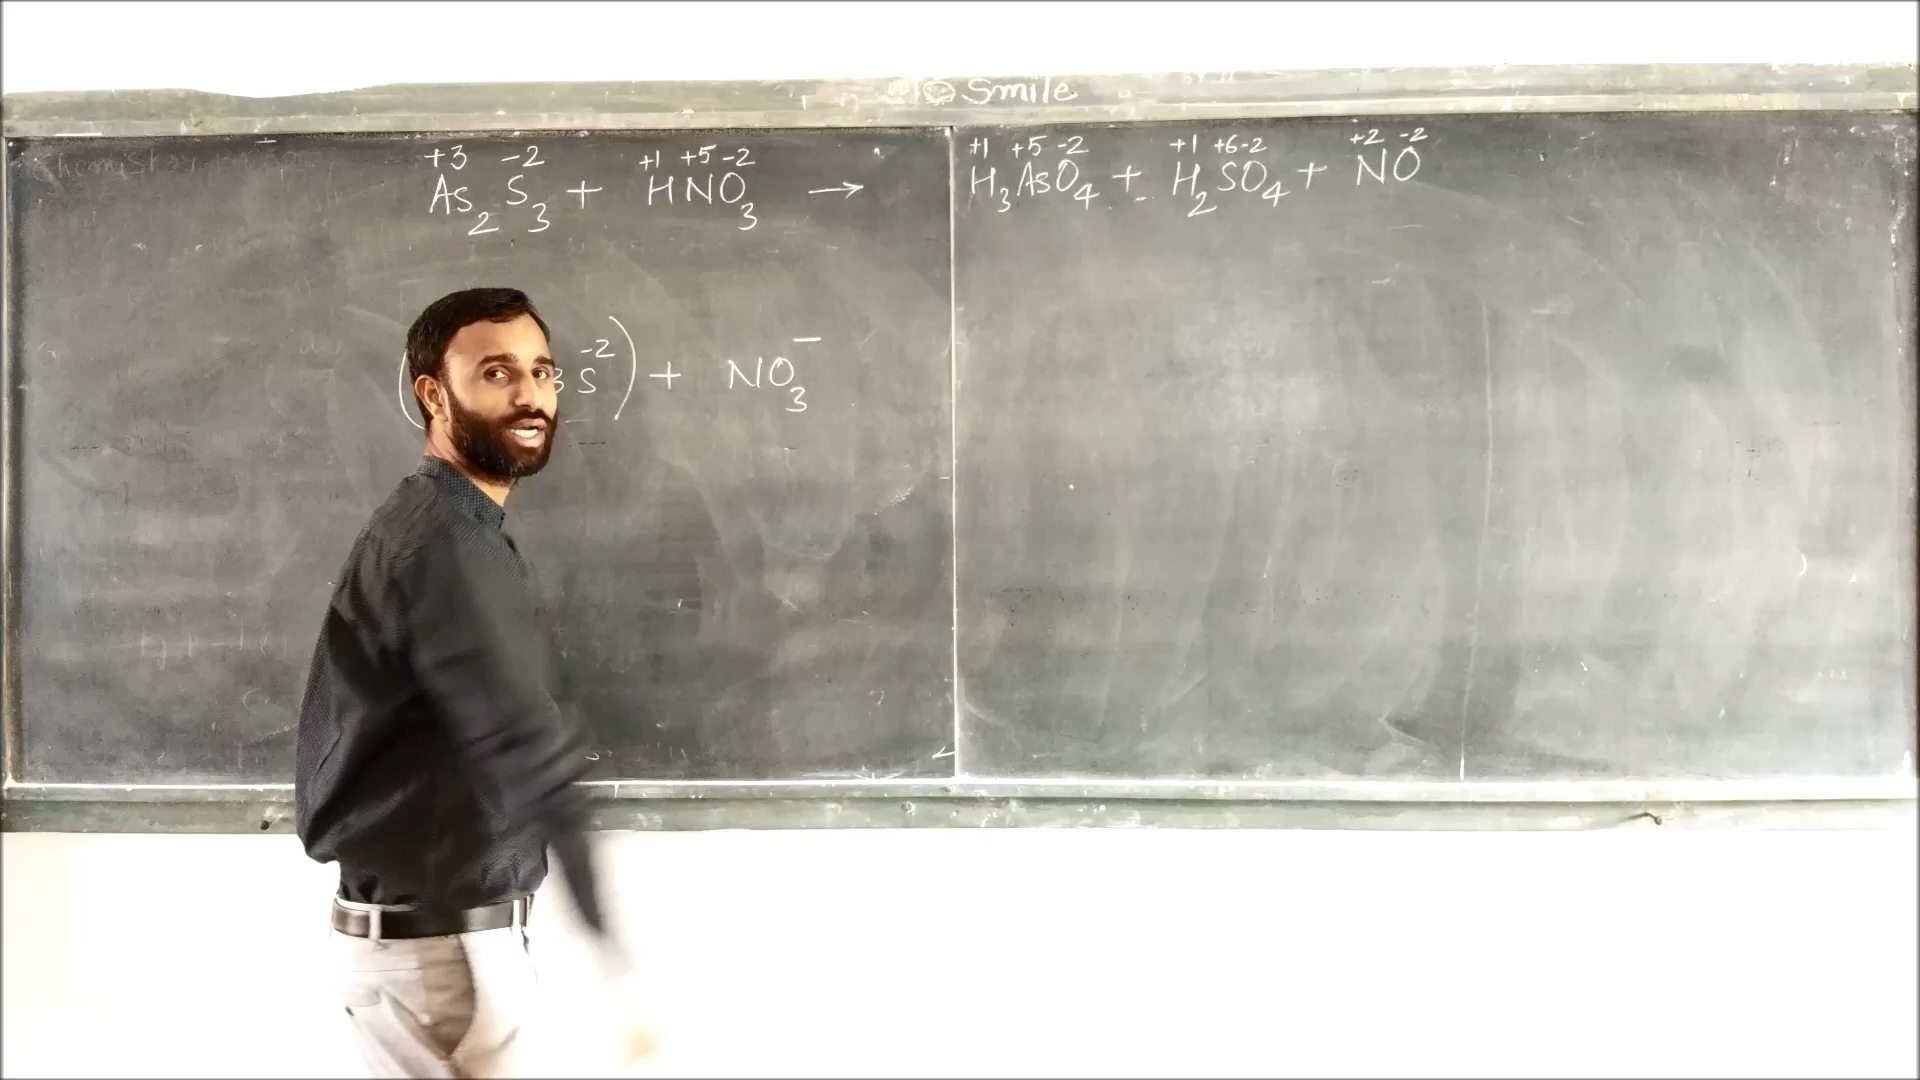 Smile
+3 -2 +1 +5 -2 +1 +5 -2 +1 +6 -2 +2 -2
As₂S₃ + HNO₃ → H₃AsO₄ + H₂SO₄ + NO
( 3 S⁻²) + NO₃⁻